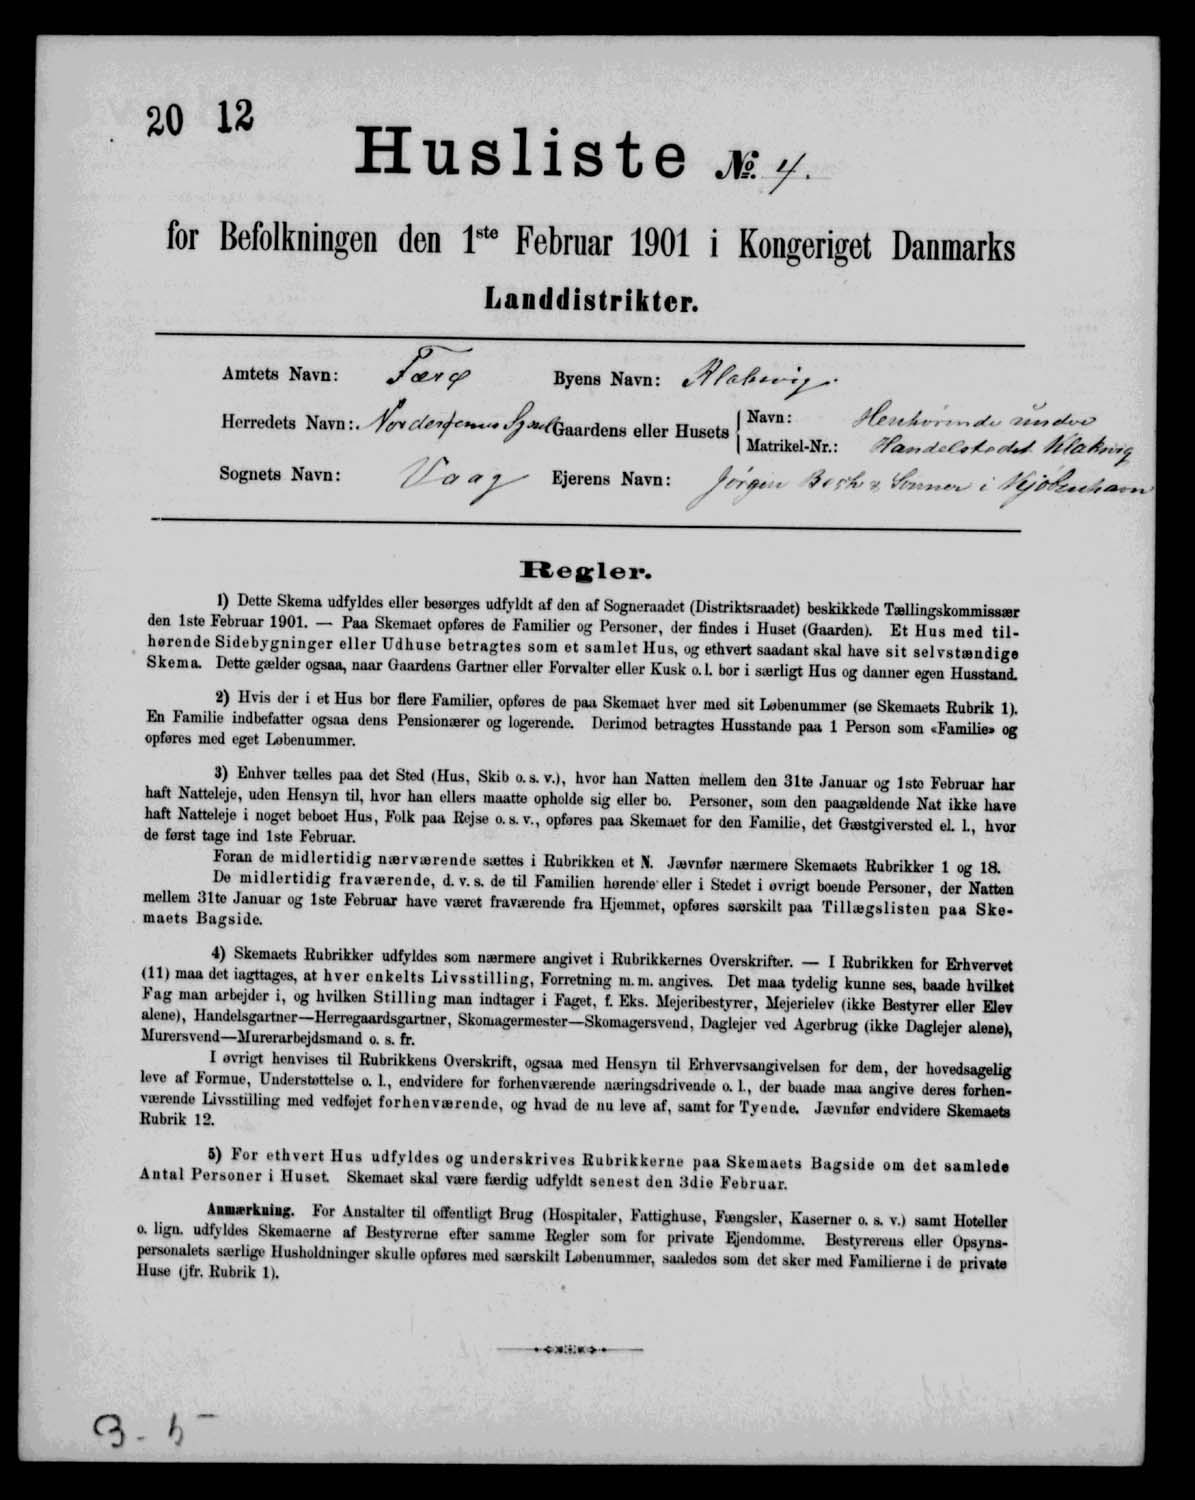 20 12
Husliste № 4.
for Befolkningen den 1ste Februar 1901 i Kongeriget Danmarks
Landdistrikter.
Amtets Navn: Færø Byens Navn: Klaksvig.
Herredets Navn: Norderøernes Syssel Gaardens eller Husets Navn: Henhørende under
Matrikel-Nr.: Handelstedet Klaksvig
Sognets Navn: Vaag Ejerens Navn: Jørgen Bech & Sønner i Kjøbenhavn
Regler.
1) Dette Skema udfyldes eller besørges udfyldt af den af Sogneraadet (Distriktsraadet) beskikkede Tællingskommissær
den 1ste Februar 1901. — Paa Skemaet opføres de Familier og Personer, der findes i Huset (Gaarden). Et Hus med til-
hørende Sidebygninger eller Udhuse betragtes som et samlet Hus, og ethvert saadant skal have sit selvstændige
Skema. Dette gælder ogsaa, naar Gaardens Gartner eller Forvalter eller Kusk o. l. bor i særligt Hus og danner egen Husstand.
2) Hvis der i et Hus bor flere Familier, opføres de paa Skemaet hver med sit Løbenummer (se Skemaets Rubrik 1).
En Familie indbefatter ogsaa dens Pensionærer og logerende. Derimod betragtes Husstande paa 1 Person som «Familie» og
opføres med eget Løbenummer.
3) Enhver tælles paa det Sted (Hus, Skib o. s. v.), hvor han Natten mellem den 31te Januar og 1ste Februar har
haft Natteleje, uden Hensyn til, hvor han ellers maatte opholde sig eller bo. Personer, som den paagældende Nat ikke have
haft Natteleje i noget beboet Hus, Folk paa Rejse o. s. v., opføres paa Skemaet for den Familie, det Gæstgiversted el. l., hvor
de først tage ind 1ste Februar.
Foran de midlertidig nærværende sættes i Rubrikken et N. Jævnfør nærmere Skemaets Rubrikker 1 og 18.
De midlertidig fraværende, d. v. s. de til Familien hørende eller i Stedet i øvrigt boende Personer, der Natten
mellem 31te Januar og 1ste Februar have været fraværende fra Hjemmet, opføres særskilt paa Tillægslisten paa Ske-
maets Bagside.
4) Skemaets Rubrikker udfyldes som nærmere angivet i Rubrikkernes Overskrifter. — I Rubrikken for Erhvervet
(11) maa det iagttages, at hver enkelts Livsstilling, Forretning m. m. angives. Det maa tydelig kunne ses, baade hvilket
Fag man arbejder i, og hvilken Stilling man indtager i Faget, f. Eks. Mejeribestyrer, Mejerielev (ikke Bestyrer eller Elev
alene), Handelsgartner—Herregaardsgartner, Skomagermester—Skomagersvend, Daglejer ved Agerbrug (ikke Daglejer alene),
Murersvend—Murerarbejdsmand o. s. fr.
I øvrigt henvises til Rubrikkens Overskrift, ogsaa med Hensyn til Erhvervsangivelsen for dem, der hovedsagelig
leve af Formue, Understøttelse o. l., endvidere for forhenværende næringsdrivende o. l., der baade maa angive deres forhen-
værende Livsstilling med vedføjet forhenværende, og hvad de nu leve af, samt for Tyende. Jævnfør endvidere Skemaets
Rubrik 12.
5) For ethvert Hus udfyldes og underskrives Rubrikkerne paa Skemaets Bagside om det samlede
Antal Personer i Huset. Skemaet skal være færdig udfyldt senest den 3die Februar.
Anmærkning. For Anstalter til offentligt Brug (Hospitaler, Fattighuse, Fængsler, Kaserner o. s. v.) samt Hoteller
o. lign. udfyldes Skemaerne af Bestyrerne efter samme Regler som for private Ejendomme. Bestyrerens eller Opsyns-
personalets særlige Husholdninger skulle opføres med særskilt Løbenummer, saaledes som det sker med Familierne i de private
Huse (jfr. Rubrik 1).